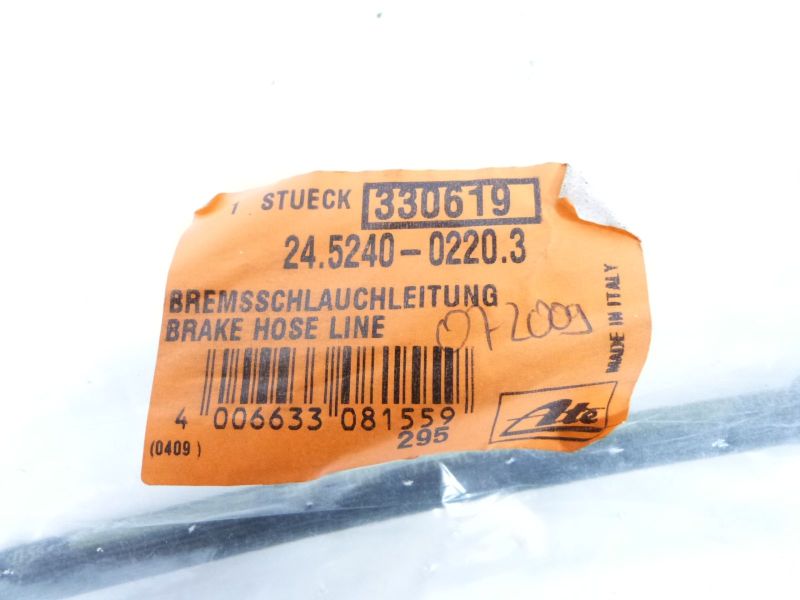 1 STUECK 330619
24.5240-0220.3
BREMSSCHLAUCHLEITUNG
BRAKE HOSE LINE
07 2009
4 006633 081559
295
(0409)
Ate
MADE IN ITALY